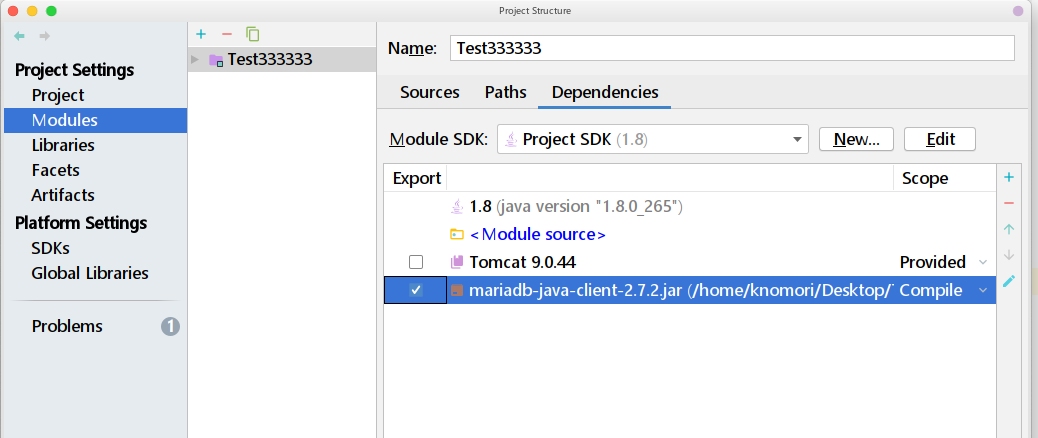 Project Structure
Project Settings
Project
Modules
Libraries
Facets
Artifacts
Platform Settings
SDKs
Global Libraries
Problems 1
Test333333
Name: Test333333
Sources Paths Dependencies
Module SDK: Project SDK (1.8) New... Edit
Export Scope
1.8 (java version "1.8.0_265")
<Module source>
Tomcat 9.0.44 Provided
mariadb-java-client-2.7.2.jar (/home/knomori/Desktop/ Compile